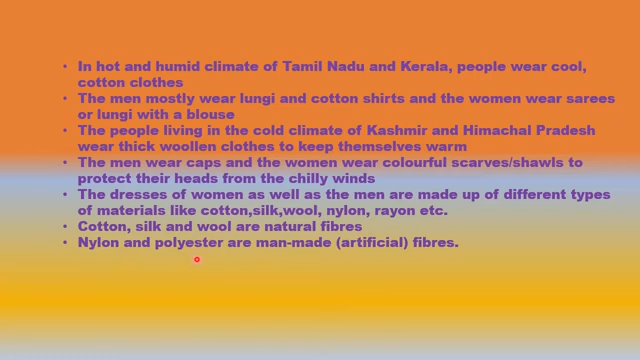 • In hot and humid climate of Tamil Nadu and Kerala, people wear cool,
cotton clothes
• The men mostly wear lungi and cotton shirts and the women wear sarees
or lungi with a blouse
• The people living in the cold climate of Kashmir and Himachal Pradesh
wear thick woollen clothes to keep themselves warm
• The men wear caps and the women wear colourful scarves/shawls to
protect their heads from the chilly winds
• The dresses of women as well as the men are made up of different types
of materials like cotton,silk,wool, nylon, rayon etc.
• Cotton, silk and wool are natural fibres
• Nylon and polyester are man-made (artificial) fibres.